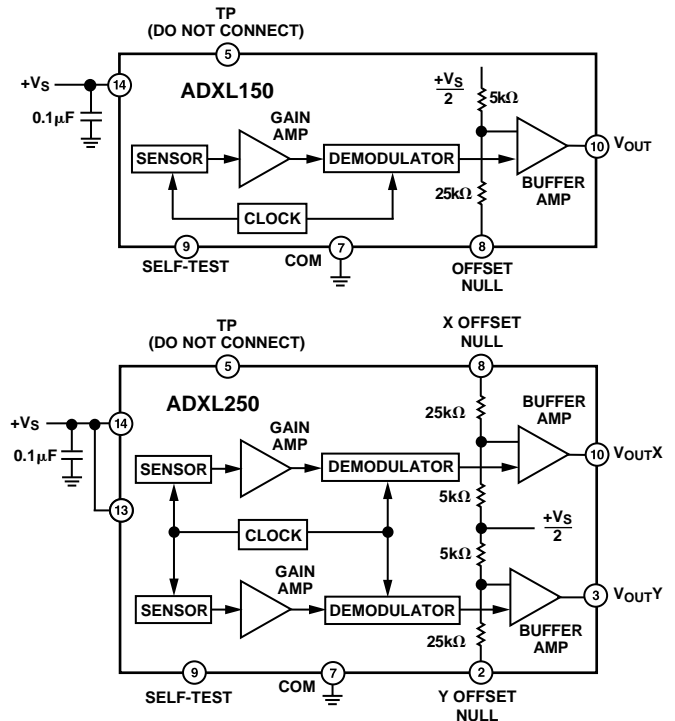 TP
(DO NOT CONNECT)
5
+VS
14
0.1µF
ADXL150
+VS
2
5kΩ
GAIN
AMP
SENSOR
DEMODULATOR
10
VOUT
BUFFER
AMP
25kΩ
CLOCK
9
SELF-TEST
COM
7
8
OFFSET
NULL
X OFFSET
NULL
TP
(DO NOT CONNECT)
5
8
+VS
14
0.1µF
13
ADXL250
25kΩ
BUFFER
AMP
GAIN
AMP
SENSOR
DEMODULATOR
10
VOUTX
5kΩ
CLOCK
+VS
2
5kΩ
GAIN
AMP
SENSOR
DEMODULATOR
3
VOUTY
BUFFER
AMP
25kΩ
9
SELF-TEST
COM
7
2
Y OFFSET
NULL